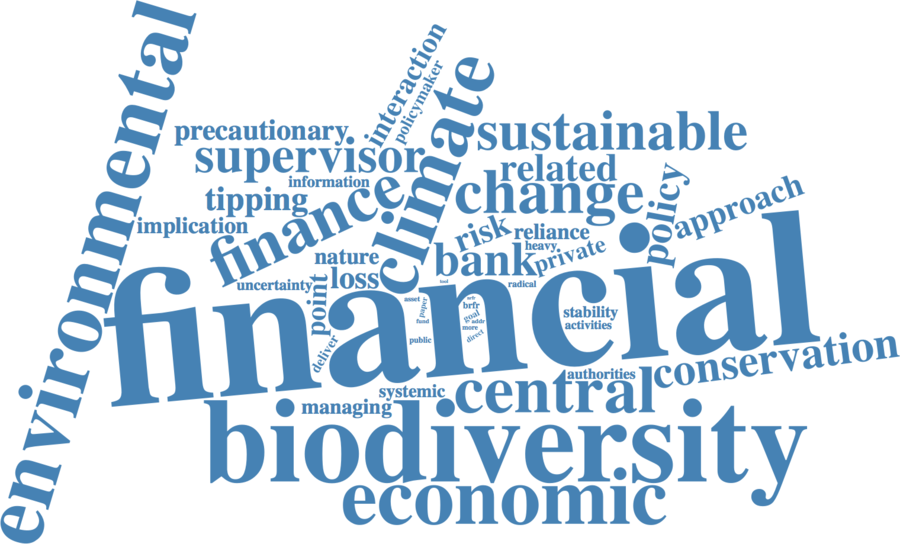 environmental
interaction
policymaker
climate
precautionary
sustainable
supervisor
related
information
change
tipping
finance
policy
approach
implication
risk
reliance
heavy
private
nature
bank
uncertainty
loss
radical
financial
point
asset
paper
fund
public
brfr
goal
addr
more
direct
stability
activities
deliver
conservation
authorities
systemic
central
managing
biodiversity
economic